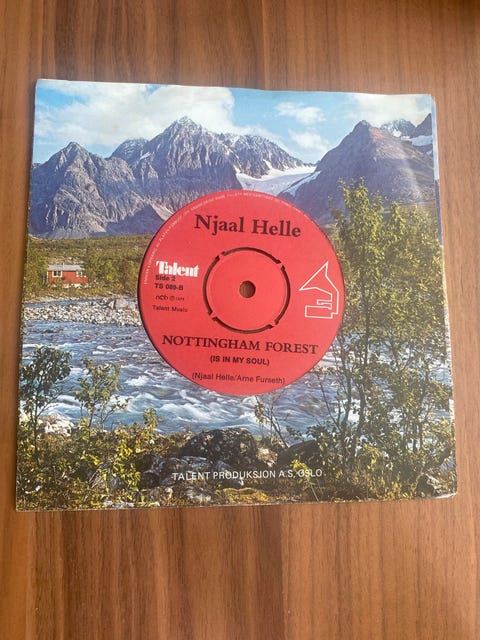 Njaal Helle
Talent
Side 2
TS 089-B
ncb
Talent Music
NOTTINGHAM FOREST
(IS IN MY SOUL)
(Njaal Helle/Arne Furseth)
TALENT PRODUKSJON A.S, OSLO